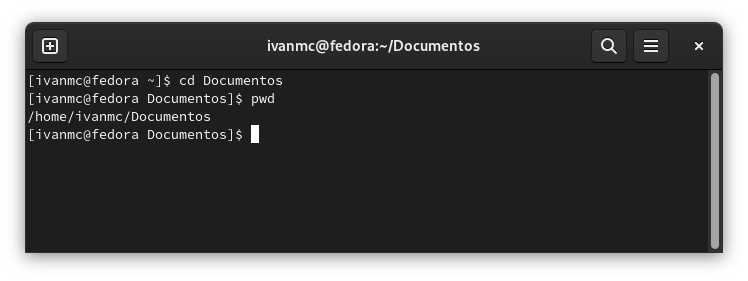 ivanmc@fedora:~/Documentos
[ivanmc@fedora ~]$ cd Documentos
[ivanmc@fedora Documentos]$ pwd
/home/ivanmc/Documentos
[ivanmc@fedora Documentos]$